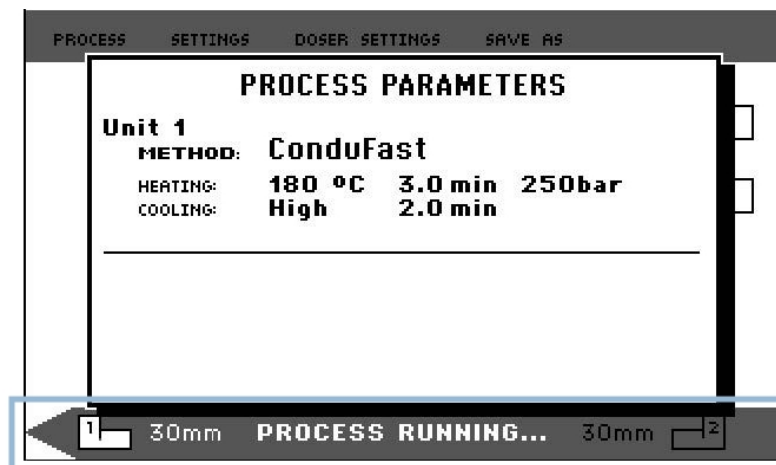 PROCESS SETTINGS DOSER SETTINGS SAVE AS
PROCESS PARAMETERS
Unit 1
METHOD: ConduFast
HEATING: 180 ºC 3.0 min 250bar
COOLING: High 2.0 min
1 30mm PROCESS RUNNING... 30mm 2